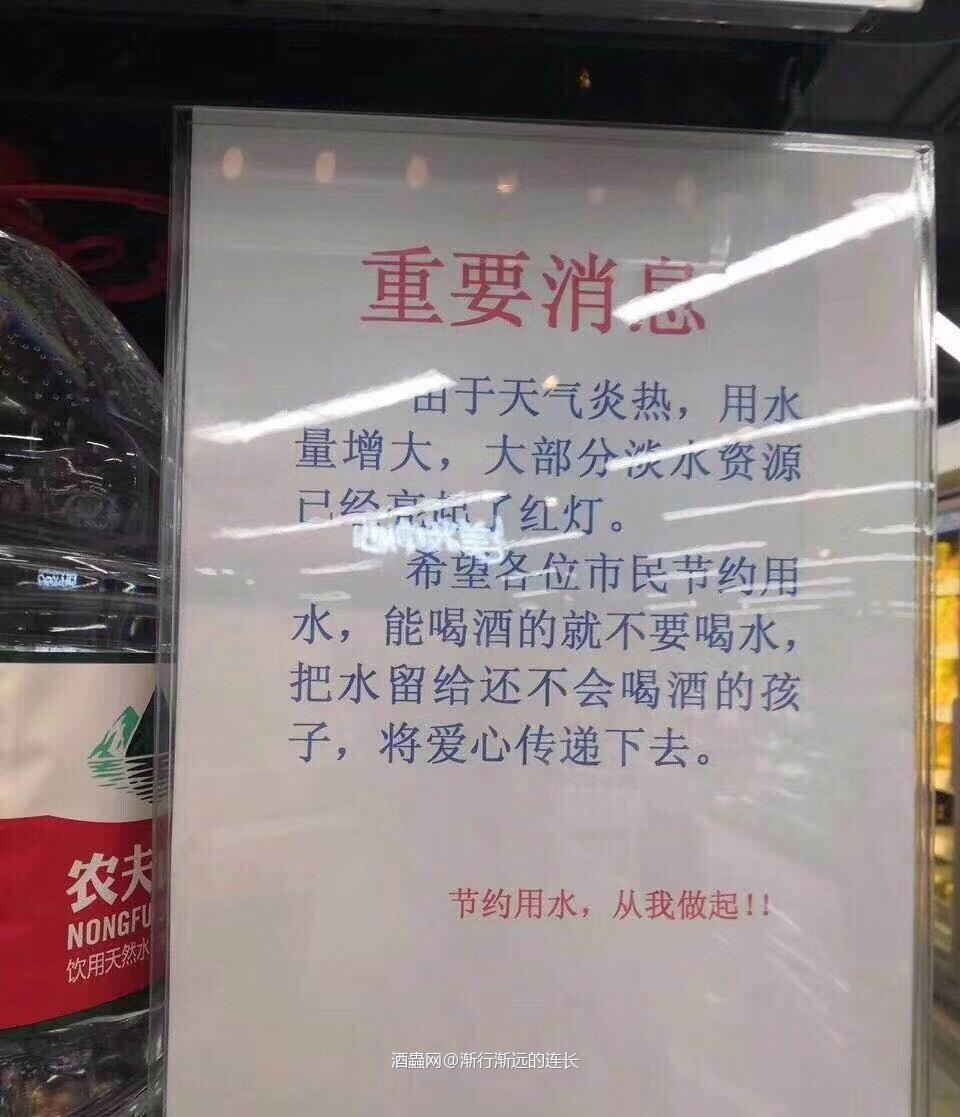 重要消息
由于天气炎热，用水
量增大，大部分淡水资源
已经亮起了红灯。
希望各位市民节约用
水，能喝酒的就不要喝水，
把水留给还不会喝酒的孩
子，将爱心传递下去。
节约用水，从我做起!!
农夫
NONGFU
饮用天然水
酒蟲网@渐行渐远的连长